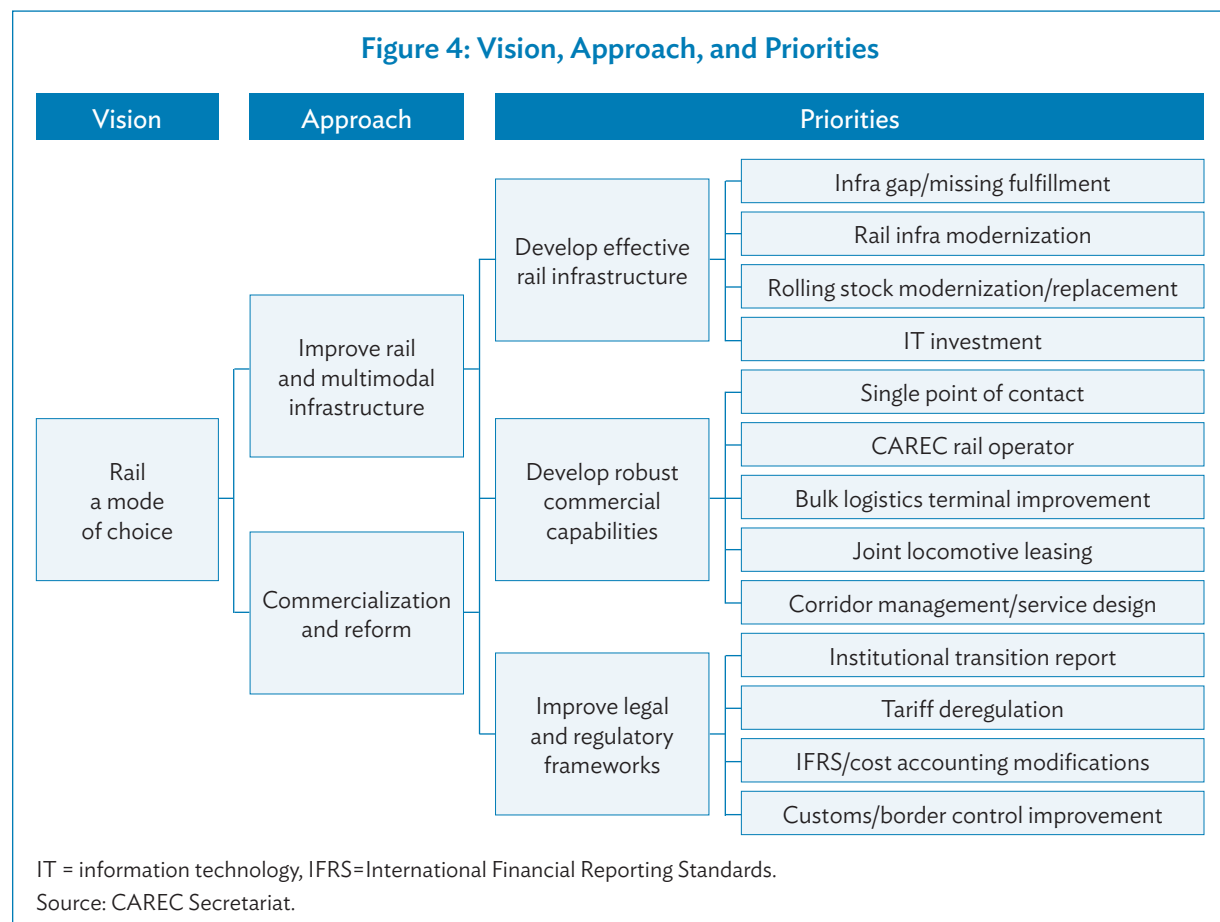 Figure 4: Vision, Approach, and Priorities
Vision
Approach
Priorities
Rail
a mode
of choice
Improve rail
and multimodal
infrastructure
Commercialization
and reform
Develop effective
rail infrastructure
Infra gap/missing fulfillment
Rail infra modernization
Rolling stock modernization/replacement
IT investment
Develop robust
commercial
capabilities
Single point of contact
CAREC rail operator
Bulk logistics terminal improvement
Joint locomotive leasing
Corridor management/service design
Improve legal
and regulatory
frameworks
Institutional transition report
Tariff deregulation
IFRS/cost accounting modifications
Customs/border control improvement
IT = information technology, IFRS=International Financial Reporting Standards.
Source: CAREC Secretariat.